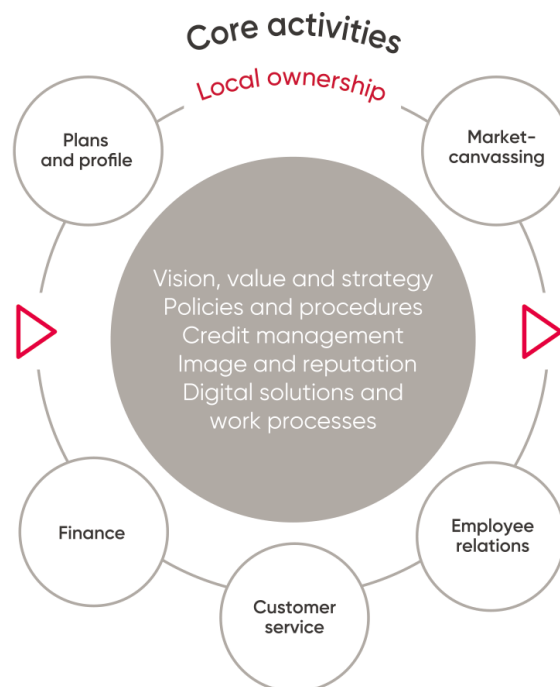 Core activities
Local ownership
Plans
and profile
Market-
canvassing
Vision, value and strategy
Policies and procedures
Credit management
Image and reputation
Digital solutions and
work processes
Finance
Employee
relations
Customer
service